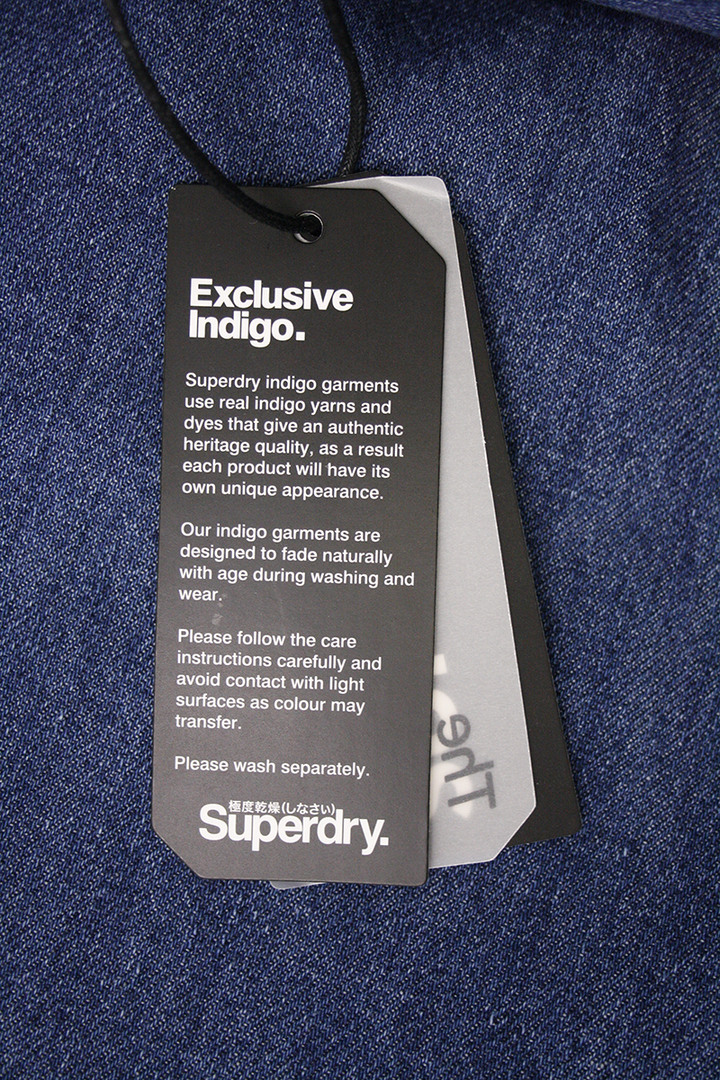 Exclusive
Indigo.
Superdry indigo garments
use real indigo yarns and
dyes that give an authentic
heritage quality, as a result
each product will have its
own unique appearance.
Our indigo garments are
designed to fade naturally
with age during washing and
wear.
Please follow the care
instructions carefully and
avoid contact with light
surfaces as colour may
transfer.
Please wash separately.
極度乾燥(しなさい)
Superdry.
The